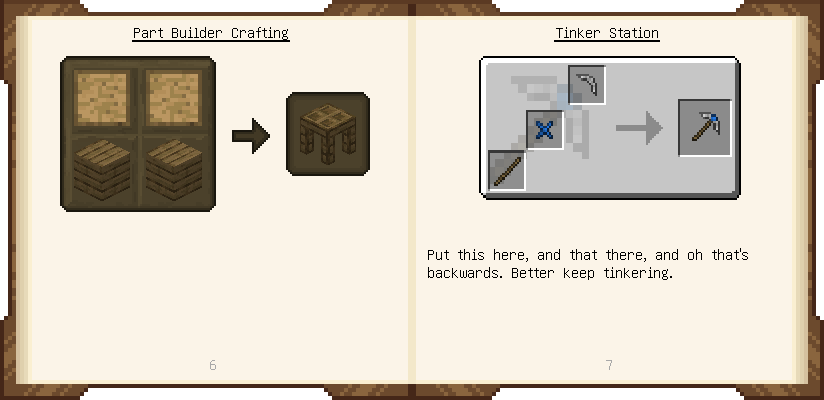 Part Builder Crafting
6
Tinker Station
Put this here, and that there, and oh that's
backwards. Better keep tinkering.
7